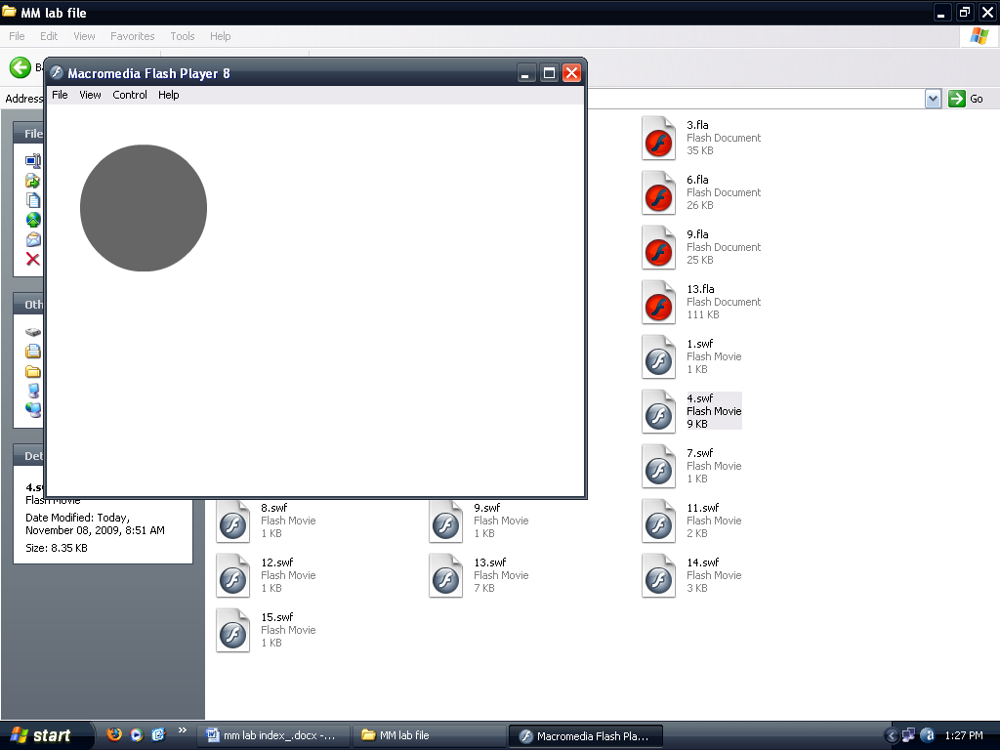 MM lab file
File Edit View Favorites Tools Help
Address
Go
Macromedia Flash Player 8
File View Control Help
File
Oth
Det
4.sw
Flash Movie
Date Modified: Today,
November 08, 2009, 8:51 AM
Size: 8.35 KB
3.fla
Flash Document
35 KB
6.fla
Flash Document
26 KB
9.fla
Flash Document
25 KB
13.fla
Flash Document
111 KB
1.swf
Flash Movie
1 KB
4.swf
Flash Movie
9 KB
7.swf
Flash Movie
1 KB
8.swf
Flash Movie
1 KB
9.swf
Flash Movie
1 KB
11.swf
Flash Movie
2 KB
12.swf
Flash Movie
1 KB
13.swf
Flash Movie
7 KB
14.swf
Flash Movie
3 KB
15.swf
Flash Movie
1 KB
start
mm lab index_.docx -...
MM lab file
Macromedia Flash Pla...
1:27 PM